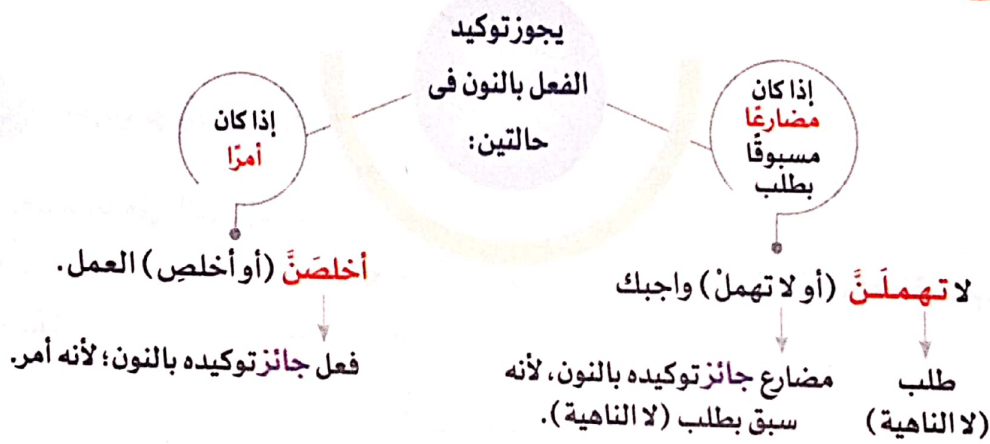 يجوز توكيد
الفعل بالنون فى
حالتين:
إذا كان
مضارعًا
مسبوقًا
بطلب
إذا كان
أمرًا
لا تهملَـنَّ (أو لا تهملْ) واجبك
طلب
(لا الناهية)
مضارع جائز توكيده بالنون، لأنه
سبق بطلب (لا الناهية).
أخلصَنَّ (أو أخلصِ) العمل.
فعل جائز توكيده بالنون؛ لأنه أمر.